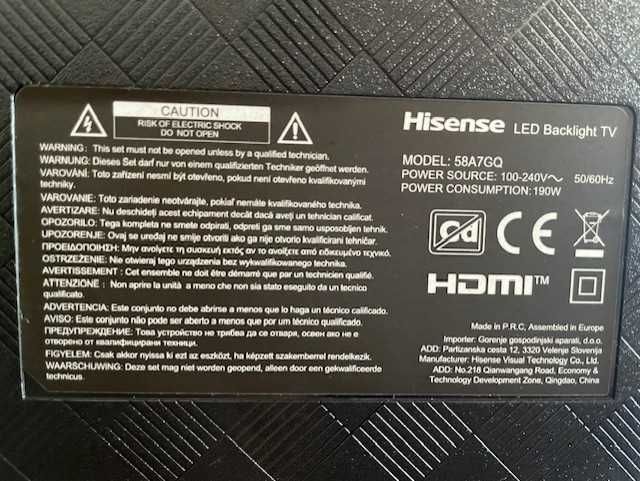 CAUTION
RISK OF ELECTRIC SHOCK
DO NOT OPEN
WARNING: This set must not be opened unless by a qualified technician.
WARNUNG: Dieses Set darf nur von einem qualifizierten Techniker geöffnet werden.
VAROVÁNÍ: Toto zařízení nesmí být otevřeno, pokud není otevřeno kvalifikovanými
techniky.
VAROVANIE: Toto zariadenie neotvárajte, pokiaľ nemáte kvalifikovaného technika.
AVERTIZARE: Nu deschideți acest echipament decât dacă aveți un tehnician calificat.
OPOZORILO: Tega kompleta ne smete odpirati, odpreti ga sme samo usposobljen tehnik.
UPOZORENJE: Ovaj se uređaj ne smije otvoriti ako ga nije otvorio kvalificirani tehničar.
ΠΡΟΕΙΔΟΠΟΙΗΣΗ: Μην ανοίγετε τη συσκευή εκτός αν το ανοίξετε από ειδικευμένο τεχνικό.
OSTRZEŻENIE: Nie otwieraj tego urządzenia bez wykwalifikowanego technika.
AVERTISSEMENT : Cet ensemble ne doit être démarré que par un technicien qualifié.
ATTENZIONE : Non aprire la unità a meno che non sia stato eseguito da un tecnico
qualificato.
ADVERTENCIA: Este conjunto no debe abrirse a menos que lo haga un técnico calificado.
AVISO: Este conjunto não pode ser aberto a menos que por um técnico qualificado.
ПРЕДУПРЕЖДЕНИЕ: Това устройство не трябва да се отваря, освен ако не е
отворено от квалифицирани техници.
FIGYELEM: Csak akkor nyissa ki ezt az eszközt, ha képzett szakemberrel rendelkezik.
WAARSCHUWING: Deze set mag niet worden geopend, alleen door een gekwalificeerde
technicus.
Hisense LED Backlight TV
MODEL: 58A7GQ
POWER SOURCE: 100-240V∼ 50/60Hz
POWER CONSUMPTION: 190W
Cd CE
HDMI™
Made in P.R.C, Assembled in Europe
Importer: Gorenje gospodinjski aparati, d.o.o.
ADD: Partizanska cesta 12, 3320 Velenje Slovenija
Manufacturer: Hisense Visual Technology Co., Ltd.
ADD: No.218 Qianwangang Road, Economy &
Technology Development Zone, Qingdao, China